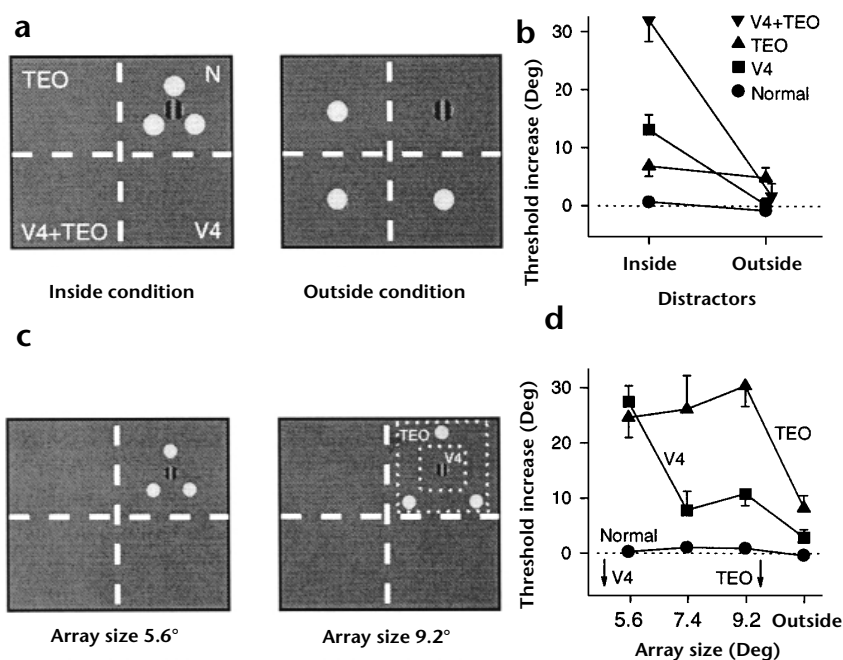 a
TEO
N
V4+TEO
V4
Inside condition
Outside condition
b
Threshold increase (Deg)
30
20
10
0
V4+TEO
TEO
V4
Normal
Inside
Outside
Distractors
c
TEO
V4
Array size 5.6°
Array size 9.2°
d
Threshold increase (Deg)
30
20
10
0
TEO
V4
Normal
V4
TEO
5.6
7.4
9.2
Outside
Array size (Deg)